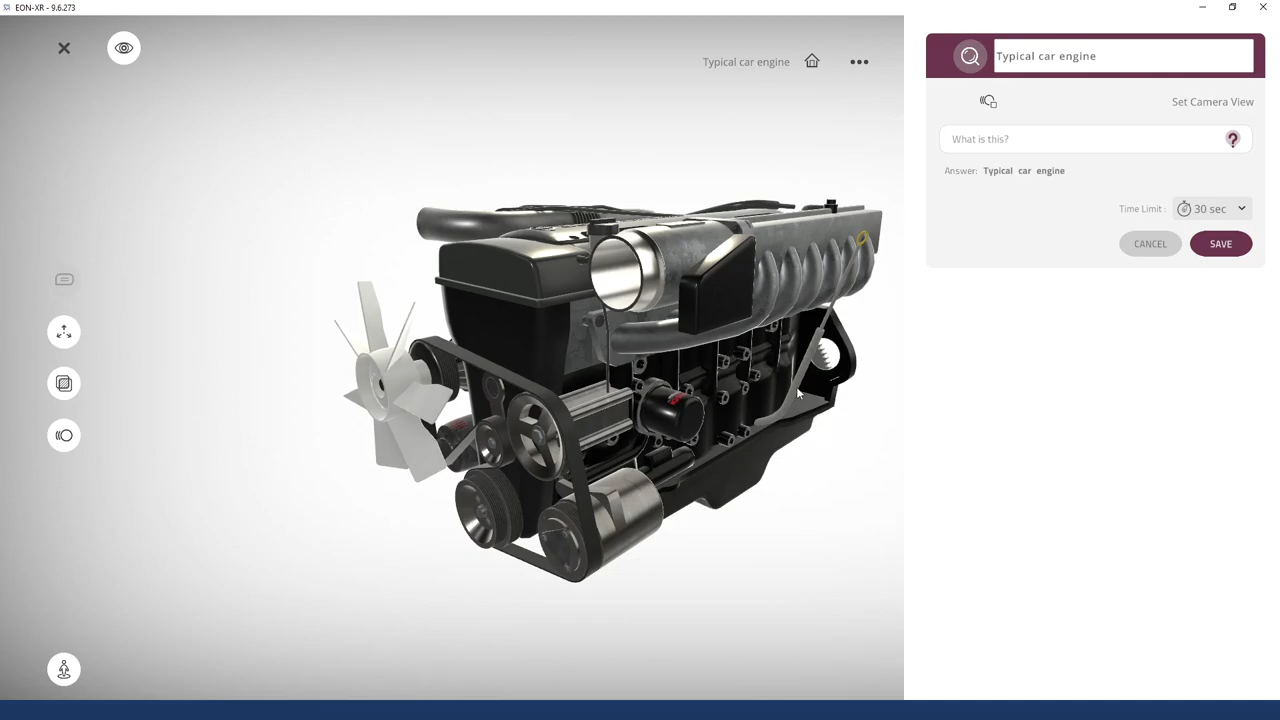 EON-XR - 9.6.273
Typical car engine
Typical car engine
Set Camera View
What is this?
?
Answer: Typical car engine
Time Limit : 30 sec
CANCEL SAVE